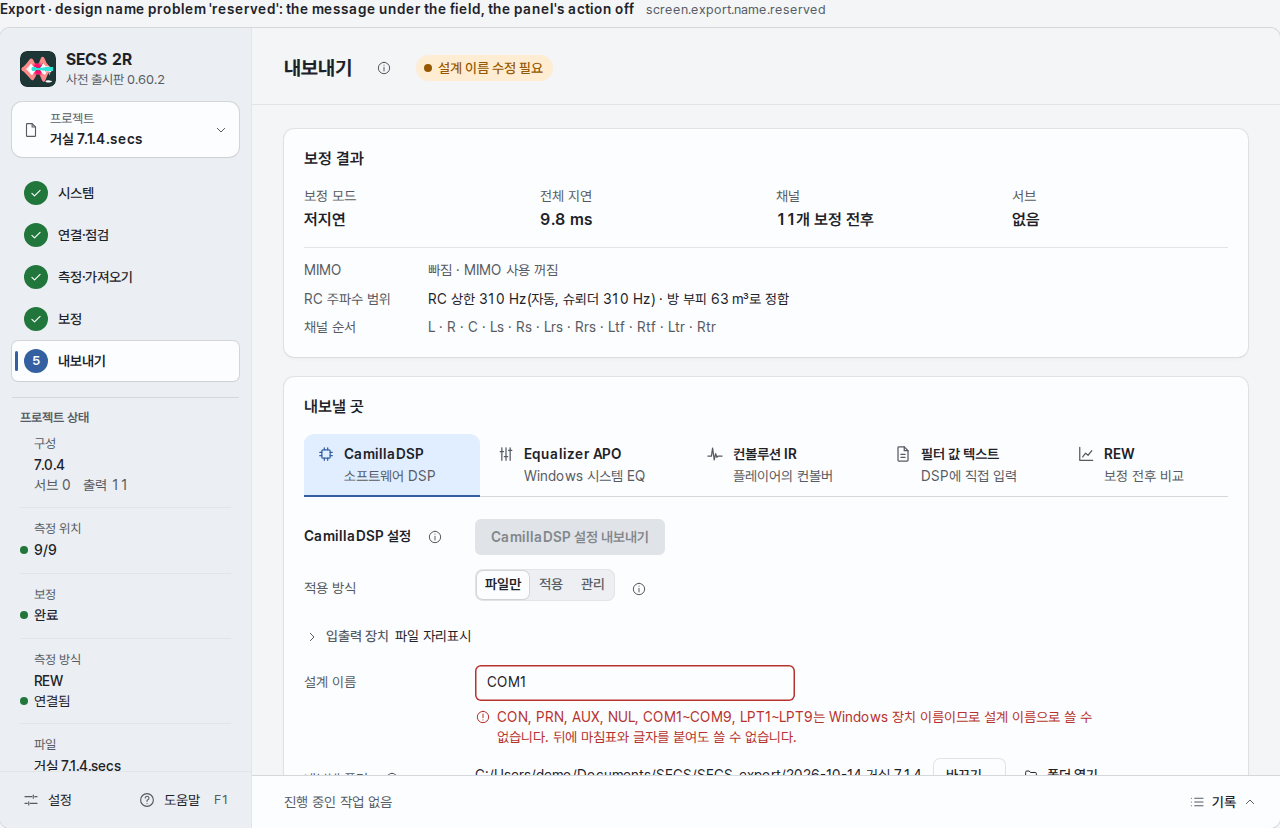 Export · design name problem 'reserved': the message under the field, the panel's action off screen.export.name.reserved
SECS 2R
사전 출시판 0.60.2
프로젝트
거실 7.1.4.secs
시스템
연결·점검
측정·가져오기
보정
5 내보내기
프로젝트 상태
구성
7.0.4
서브 0 출력 11
측정 위치
9/9
보정
완료
측정 방식
REW
연결됨
파일
거실 7.1.4.secs
설정 도움말 F1
내보내기 설계 이름 수정 필요
보정 결과
보정 모드 전체 지연 채널 서브
저지연 9.8 ms 11개 보정 전후 없음
MIMO 빠짐 · MIMO 사용 꺼짐
RC 주파수 범위 RC 상한 310 Hz(자동, 슈뢰더 310 Hz) · 방 부피 63 m³로 정함
채널 순서 L · R · C · Ls · Rs · Lrs · Rrs · Ltf · Rtf · Ltr · Rtr
내보낼 곳
CamillaDSP Equalizer APO 컨볼루션 IR 필터 값 텍스트 REW
소프트웨어 DSP Windows 시스템 EQ 플레이어의 컨볼버 DSP에 직접 입력 보정 전후 비교
CamillaDSP 설정 CamillaDSP 설정 내보내기
적용 방식 파일만 적용 관리
입출력 장치 파일 자리표시
설계 이름 COM1
CON, PRN, AUX, NUL, COM1~COM9, LPT1~LPT9는 Windows 장치 이름이므로 설계 이름으로 쓸 수
없습니다. 뒤에 마침표와 글자를 붙여도 쓸 수 없습니다.
C:/Users/demo/Documents/SECS/SECS_export/2026-10-14 거실 7.1.4 폴더 열기
진행 중인 작업 없음 기록